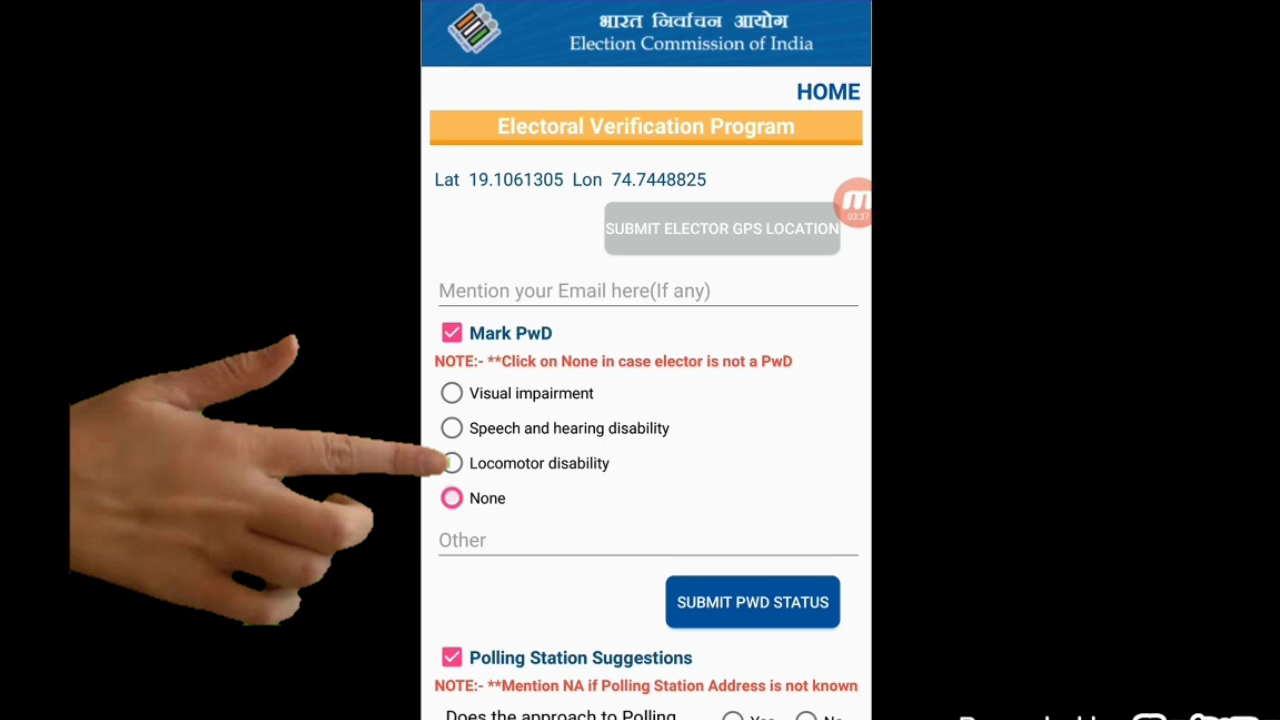 भारत निर्वाचन आयोग
Election Commission of India
HOME
Electoral Verification Program
Lat 19.1061305 Lon 74.7448825
03:37
SUBMIT ELECTOR GPS LOCATION
Mention your Email here(If any)
Mark PwD
NOTE:- **Click on None in case elector is not a PwD
Visual impairment
Speech and hearing disability
Locomotor disability
None
Other
SUBMIT PWD STATUS
Polling Station Suggestions
NOTE:- **Mention NA if Polling Station Address is not known
Does the approach to Polling